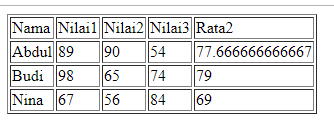 Nama Nilai1 Nilai2 Nilai3 Rata2
Abdul 89 90 54 77.666666666667
Budi 98 65 74 79
Nina 67 56 84 69